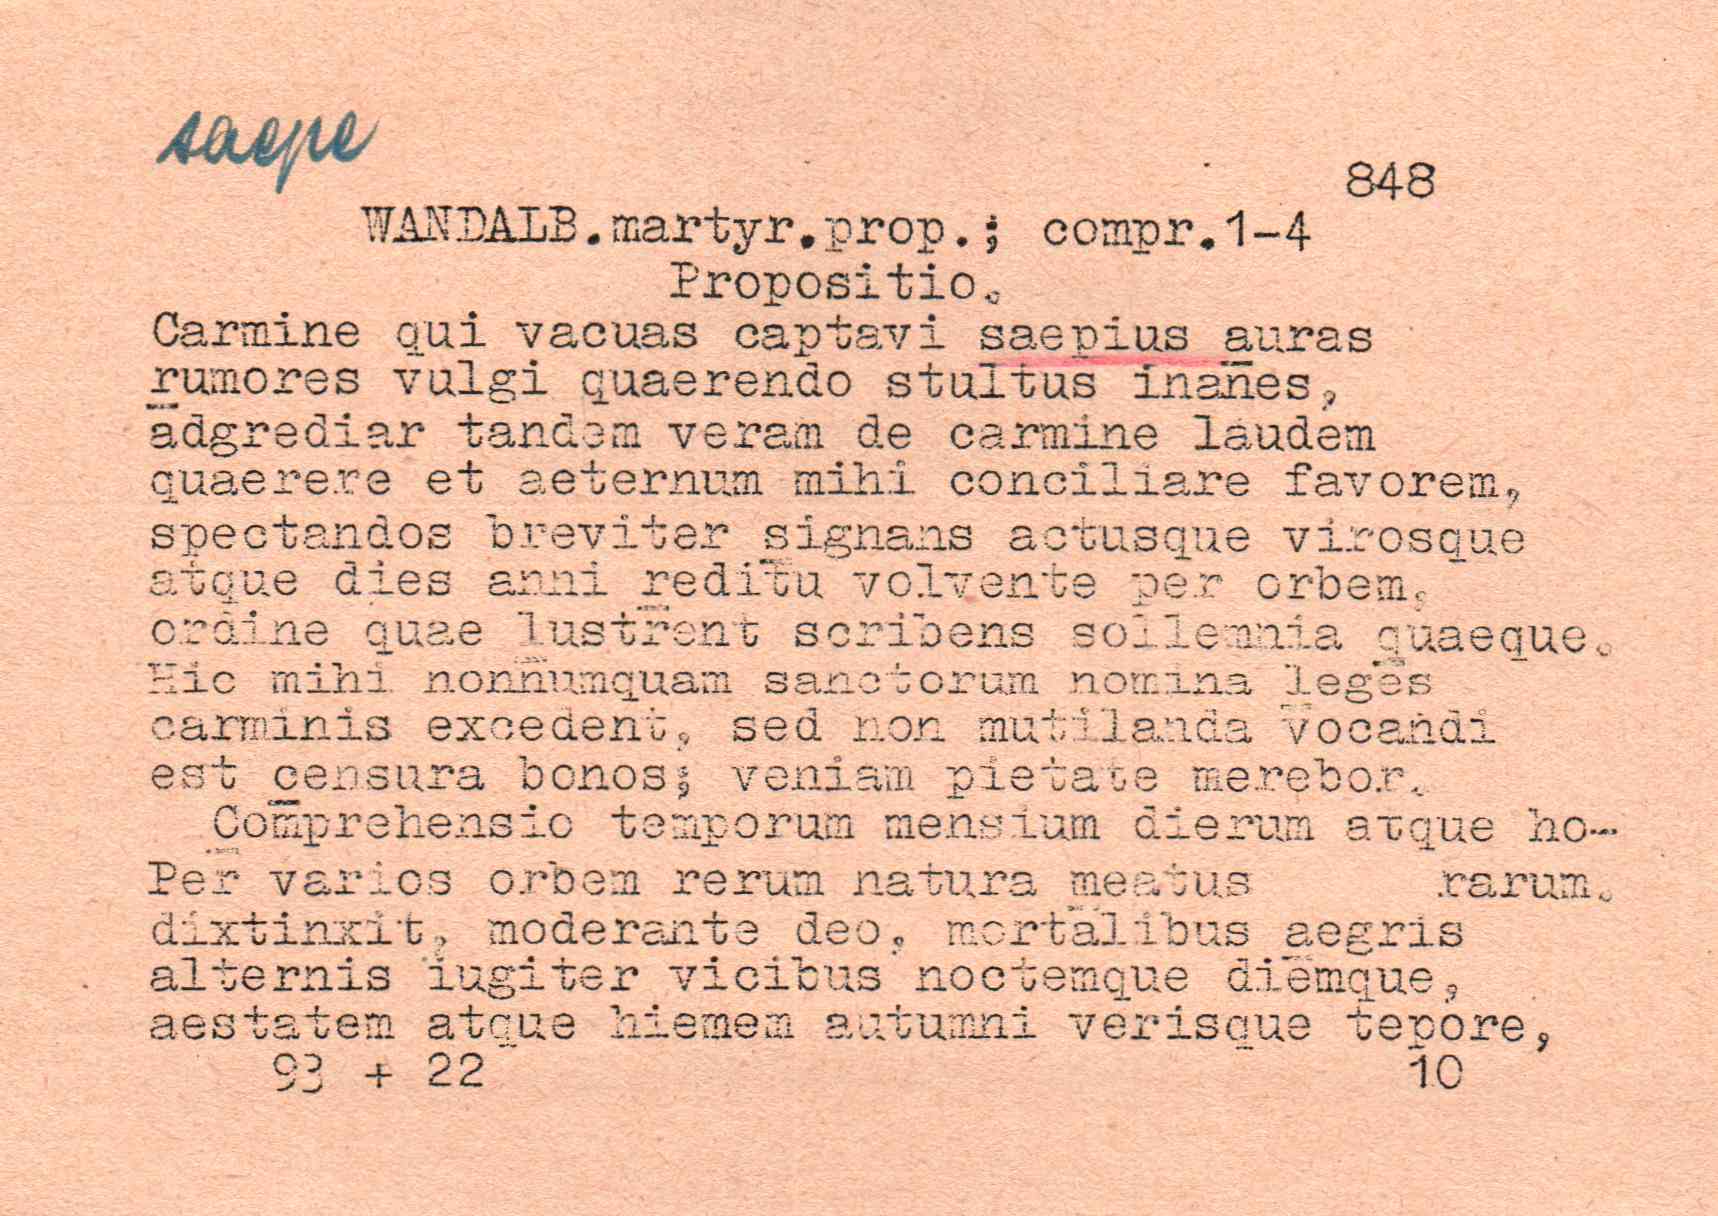 saepe
848
WANDALB.martyr.prop.; compr.1-4
Propositio.
Carmine qui vacuas captavi saepius auras
rumores vulgi quaerendo stultus inanes,
adgrediar tandem veram de carmine laudem
quaerere et aeternum mihi conciliare favorem,
spectandos breviter signans actusque virosque
atque dies anni reditu volvente per orbem,
ordine quae lustrent scribens sollemnia quaeque.
Hic mihi nonnumquam sanctorum nomina leges
carminis excedent, sed non mutilanda vocandi
est censura bonos; veniam pietate merebor.
Comprehensio temporum mensium dierum atque ho-
Per varios orbem rerum natura meatus rarum.
dixtinxit, moderante deo, mortalibus aegris
alternis iugiter vicibus noctemque diemque,
aestatem atque hiemem autumni verisque tepore,
93 + 22 10